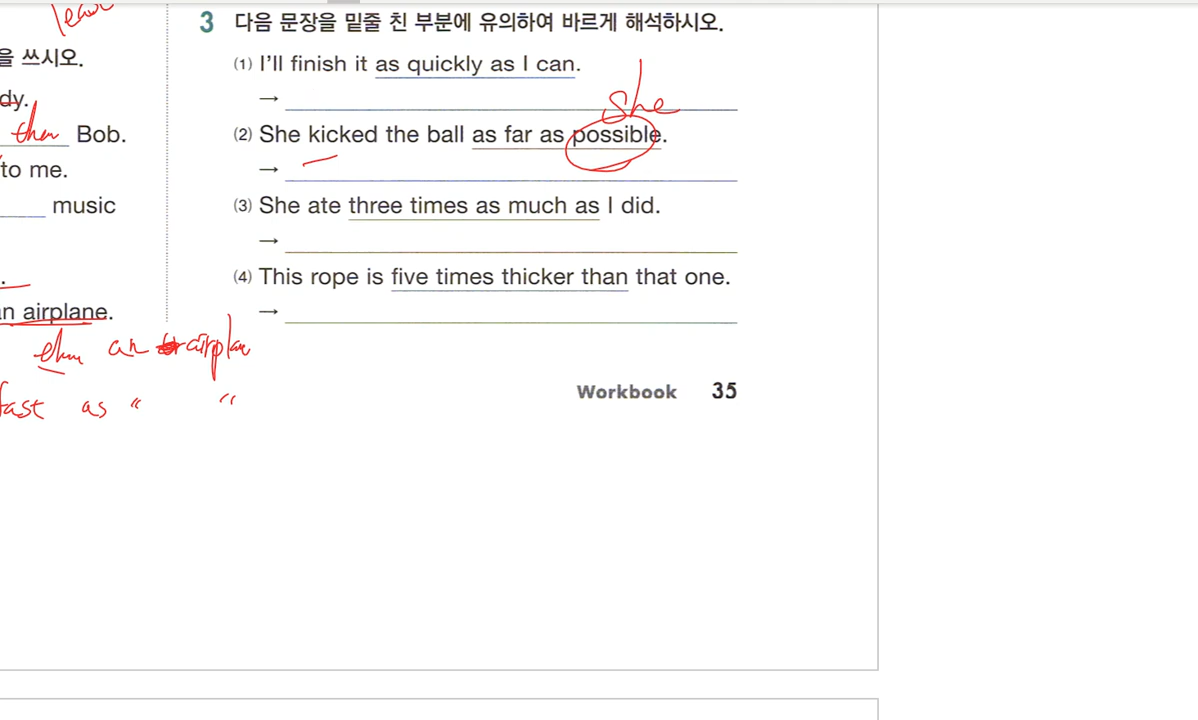 을 쓰시오.
dy.
than Bob.
to me.
music
.
an airplane.
an airplan
fast as " "
3 다음 문장을 밑줄 친 부분에 유의하여 바르게 해석하시오.
(1) I'll finish it as quickly as I can.
→
she
(2) She kicked the ball as far as possible.
→
(3) She ate three times as much as I did.
→
(4) This rope is five times thicker than that one.
→
Workbook 35